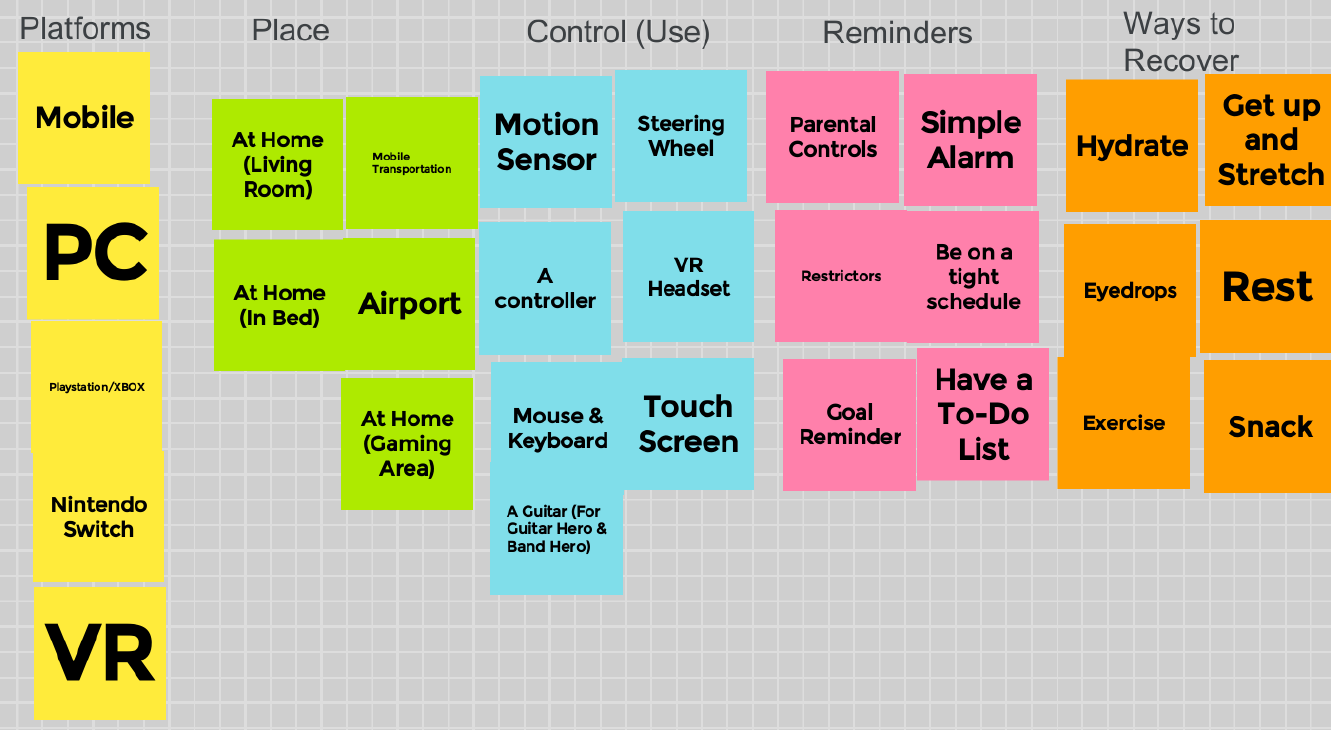 Platforms
Mobile
PC
Playstation/XBOX
Nintendo
Switch
VR
Place
At Home
(Living
Room)
Mobile
Transportation
At Home
(In Bed)
Airport
At Home
(Gaming
Area)
Control (Use)
Motion
Sensor
Steering
Wheel
A
controller
VR
Headset
Mouse &
Keyboard
Touch
Screen
A Guitar (For
Guitar Hero &
Band Hero)
Reminders
Parental
Controls
Simple
Alarm
Restrictors
Be on a
tight
schedule
Goal
Reminder
Have a
To-Do
List
Ways to
Recover
Hydrate
Get up
and
Stretch
Eyedrops
Rest
Exercise
Snack